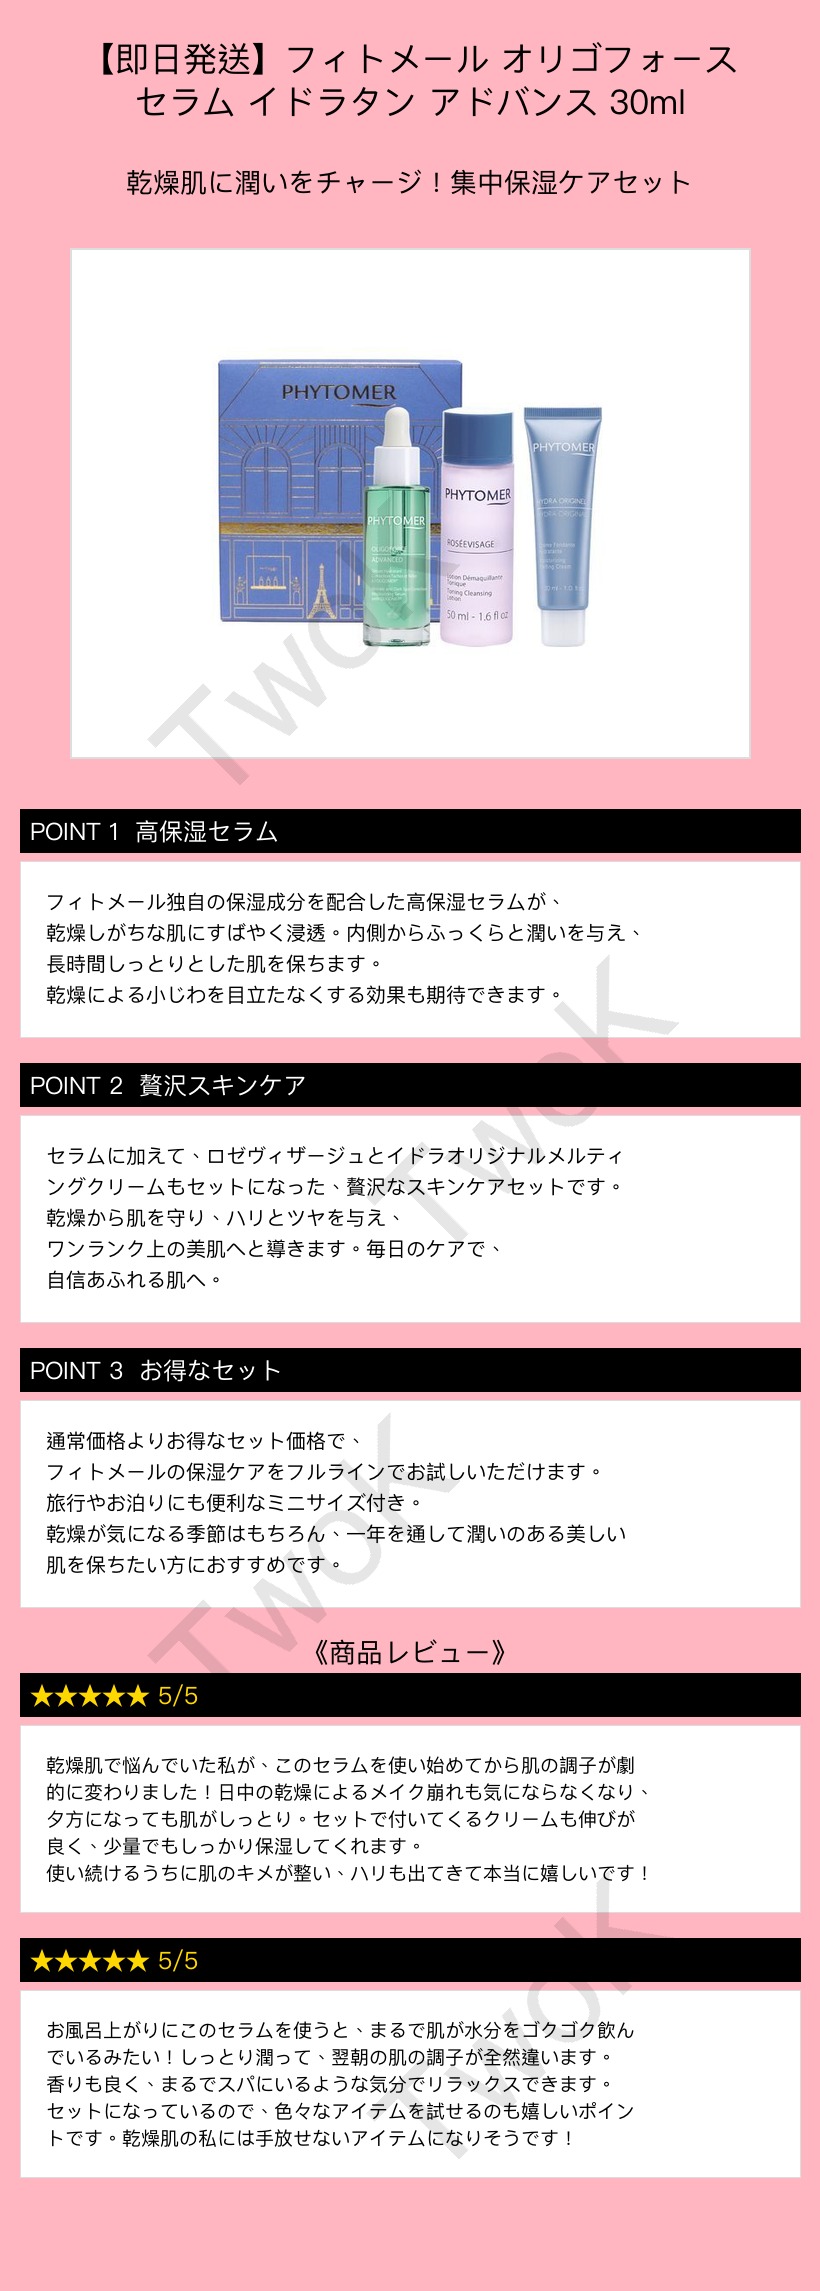 【即日発送】フィトメール オリゴフォース
セラム イドラタン アドバンス 30ml
乾燥肌に潤いをチャージ！集中保湿ケアセット
PHYTOMER
PHYTOMER
OLIGOFORCE
ADVANCED
PHYTOMER
ROSÉEVISAGE
Lotion Démaquillante
Tonique
Toning Cleansing
Lotion
50 ml - 1.6 fl oz
PHYTOMER
HYDRA ORIGINEL
HYDRA ORIGINAL
TwoK
POINT 1 高保湿セラム
フィトメール独自の保湿成分を配合した高保湿セラムが、
乾燥しがちな肌にすばやく浸透。内側からふっくらと潤いを与え、
長時間しっとりとした肌を保ちます。
乾燥による小じわを目立たなくする効果も期待できます。
TwoK
POINT 2 贅沢スキンケア
セラムに加えて、ロゼヴィザージュとイドラオリジナルメルティ
ングクリームもセットになった、贅沢なスキンケアセットです。
乾燥から肌を守り、ハリとツヤを与え、
ワンランク上の美肌へと導きます。毎日のケアで、
自信あふれる肌へ。
POINT 3 お得なセット
通常価格よりお得なセット価格で、
フィトメールの保湿ケアをフルラインでお試しいただけます。
旅行やお泊りにも便利なミニサイズ付き。
乾燥が気になる季節はもちろん、一年を通して潤いのある美しい
肌を保ちたい方におすすめです。
TwoK
《商品レビュー》
★★★★★ 5/5
乾燥肌で悩んでいた私が、このセラムを使い始めてから肌の調子が劇
的に変わりました！日中の乾燥によるメイク崩れも気にならなくなり、
夕方になっても肌がしっとり。セットで付いてくるクリームも伸びが
良く、少量でもしっかり保湿してくれます。
使い続けるうちに肌のキメが整い、ハリも出てきて本当に嬉しいです！
★★★★★ 5/5
お風呂上がりにこのセラムを使うと、まるで肌が水分をゴクゴク飲ん
でいるみたい！しっとり潤って、翌朝の肌の調子が全然違います。
香りも良く、まるでスパにいるような気分でリラックスできます。
セットになっているので、色々なアイテムを試せるのも嬉しいポイン
トです。乾燥肌の私には手放せないアイテムになりそうです！
TwoK